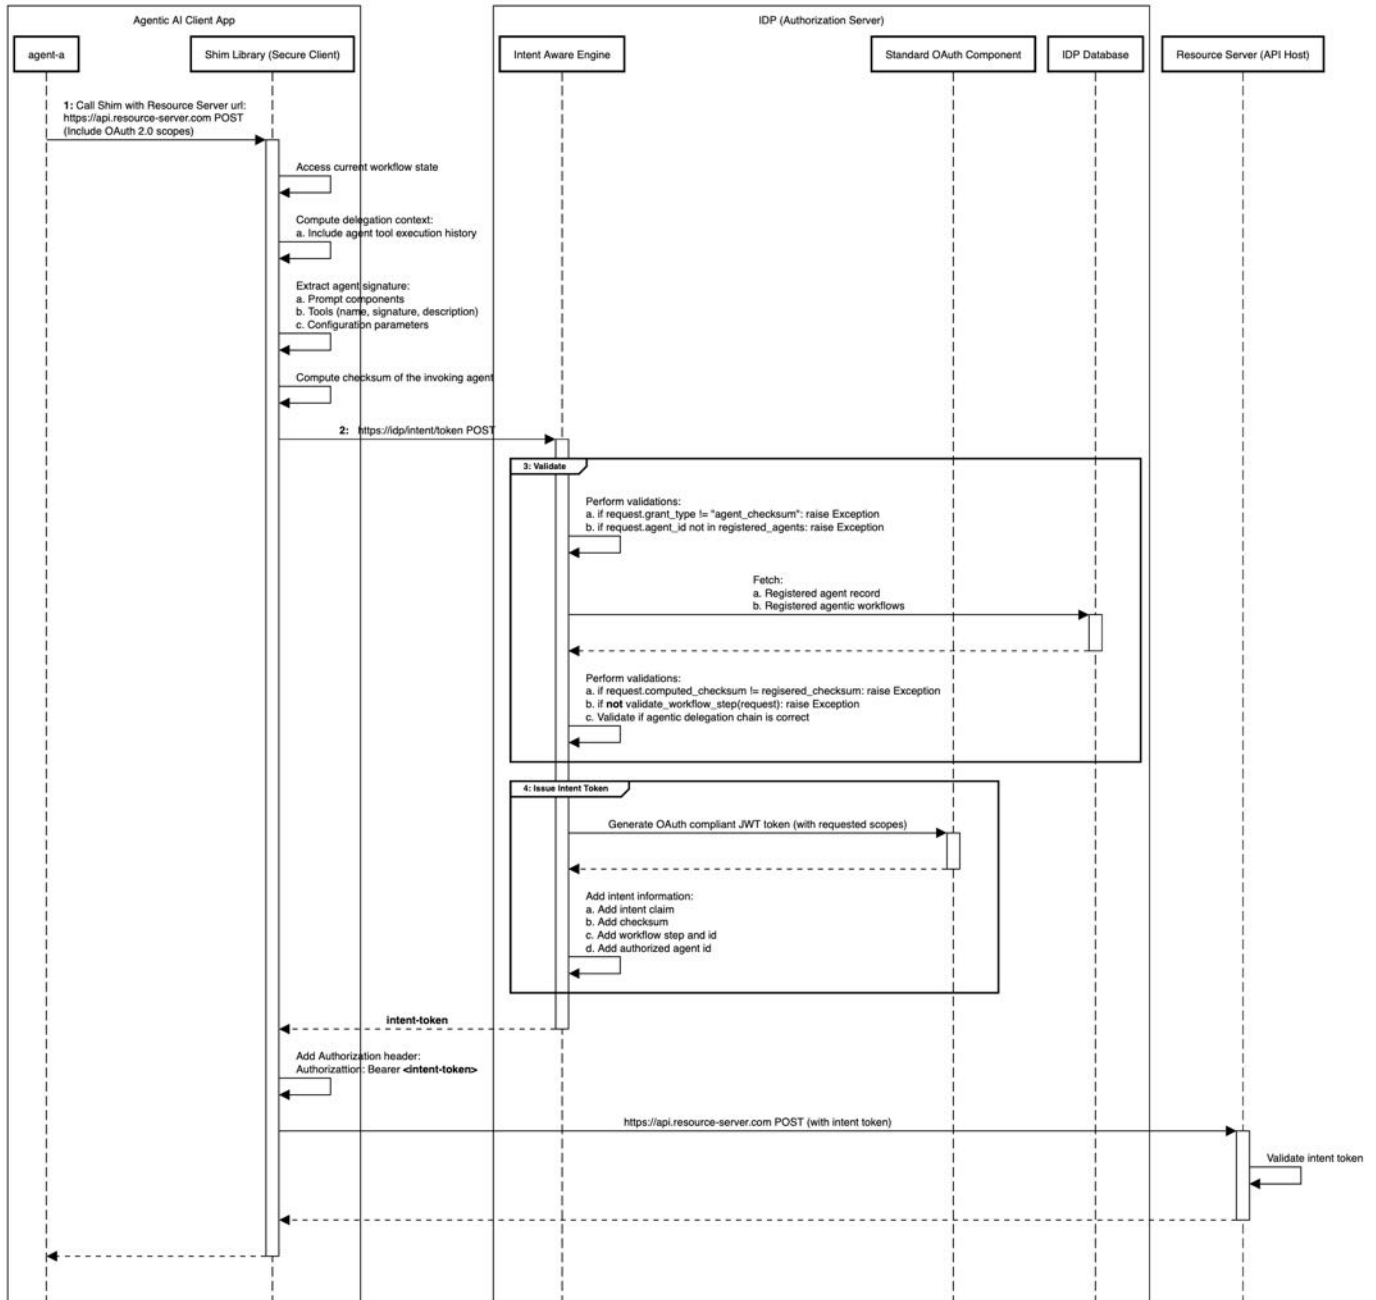 Agentic AI Client App
IDP (Authorization Server)
agent-a
Shim Library (Secure Client)
Intent Aware Engine
Standard OAuth Component
IDP Database
Resource Server (API Host)
1: Call Shim with Resource Server url:
https://api.resource-server.com POST
(Include OAuth 2.0 scopes)
Access current workflow state
Compute delegation context:
a. Include agent tool execution history
Extract agent signature:
a. Prompt components
b. Tools (name, signature, description)
c. Configuration parameters
Compute checksum of the invoking agent
2: https://idp/intent/token POST
3: Validate
Perform validations:
a. if request.grant_type != "agent_checksum": raise Exception
b. if request.agent_id not in registered_agents: raise Exception
Fetch:
a. Registered agent record
b. Registered agentic workflows
Perform validations:
a. if request.computed_checksum != regisered_checksum: raise Exception
b. if not validate_workflow_step(request): raise Exception
c. Validate if agentic delegation chain is correct
4: Issue Intent Token
Generate OAuth compliant JWT token (with requested scopes)
Add intent information:
a. Add intent claim
b. Add checksum
c. Add workflow step and id
d. Add authorized agent id
intent-token
Add Authorization header:
Authorizattion: Bearer <intent-token>
https://api.resource-server.com POST (with intent token)
Validate intent token